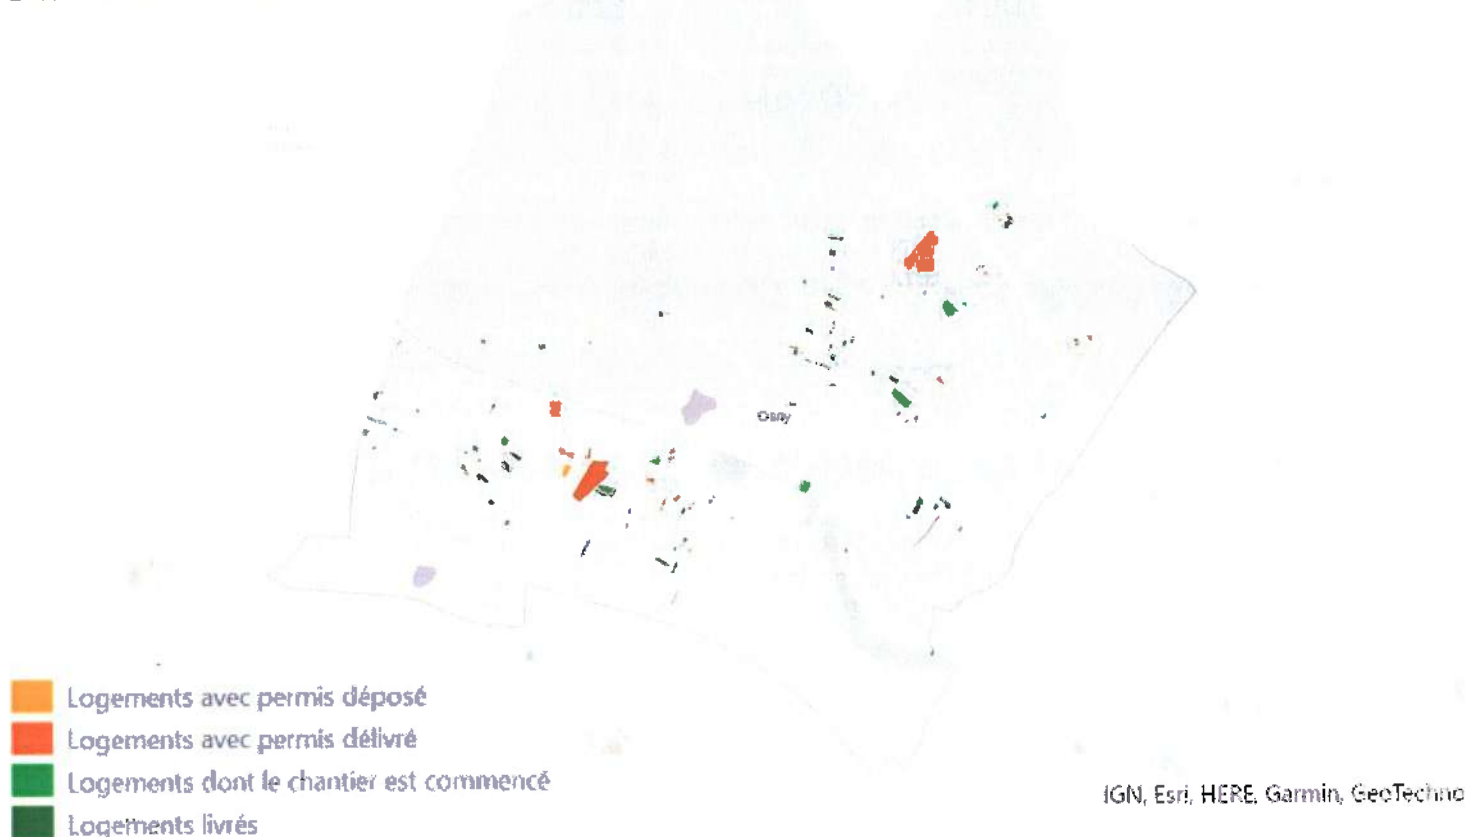 Osny
Logements avec permis déposé
Logements avec permis délivré
Logements dont le chantier est commencé
IGN, Esri, HERE, Garmin, GeoTechno
Logements livrés